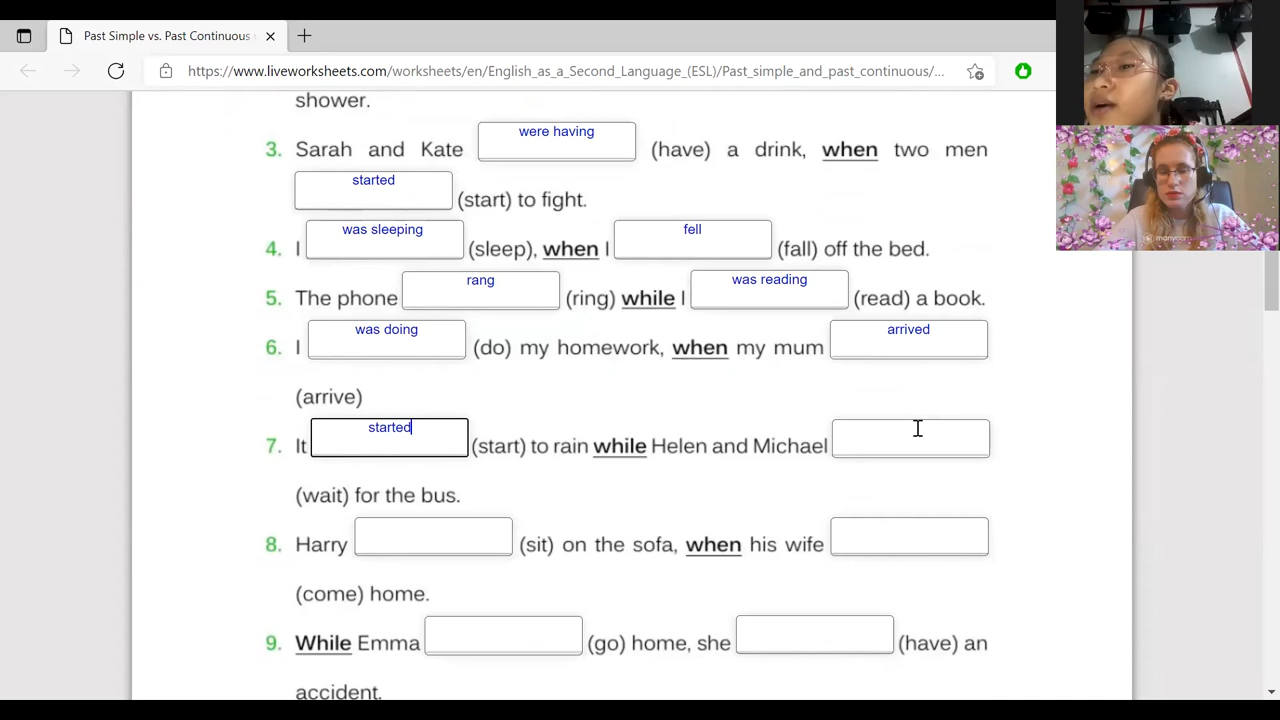 Past Simple vs. Past Continuous
https://www.liveworksheets.com/worksheets/en/English_as_a_Second_Language_(ESL)/Past_simple_and_past_continuous/...
shower.
3. Sarah and Kate were having (have) a drink, when two men
started (start) to fight.
4. I was sleeping (sleep), when I fell (fall) off the bed.
5. The phone rang (ring) while I was reading (read) a book.
6. I was doing (do) my homework, when my mum arrived
(arrive)
7. It started (start) to rain while Helen and Michael
(wait) for the bus.
8. Harry (sit) on the sofa, when his wife
(come) home.
9. While Emma (go) home, she (have) an
accident.
manycam